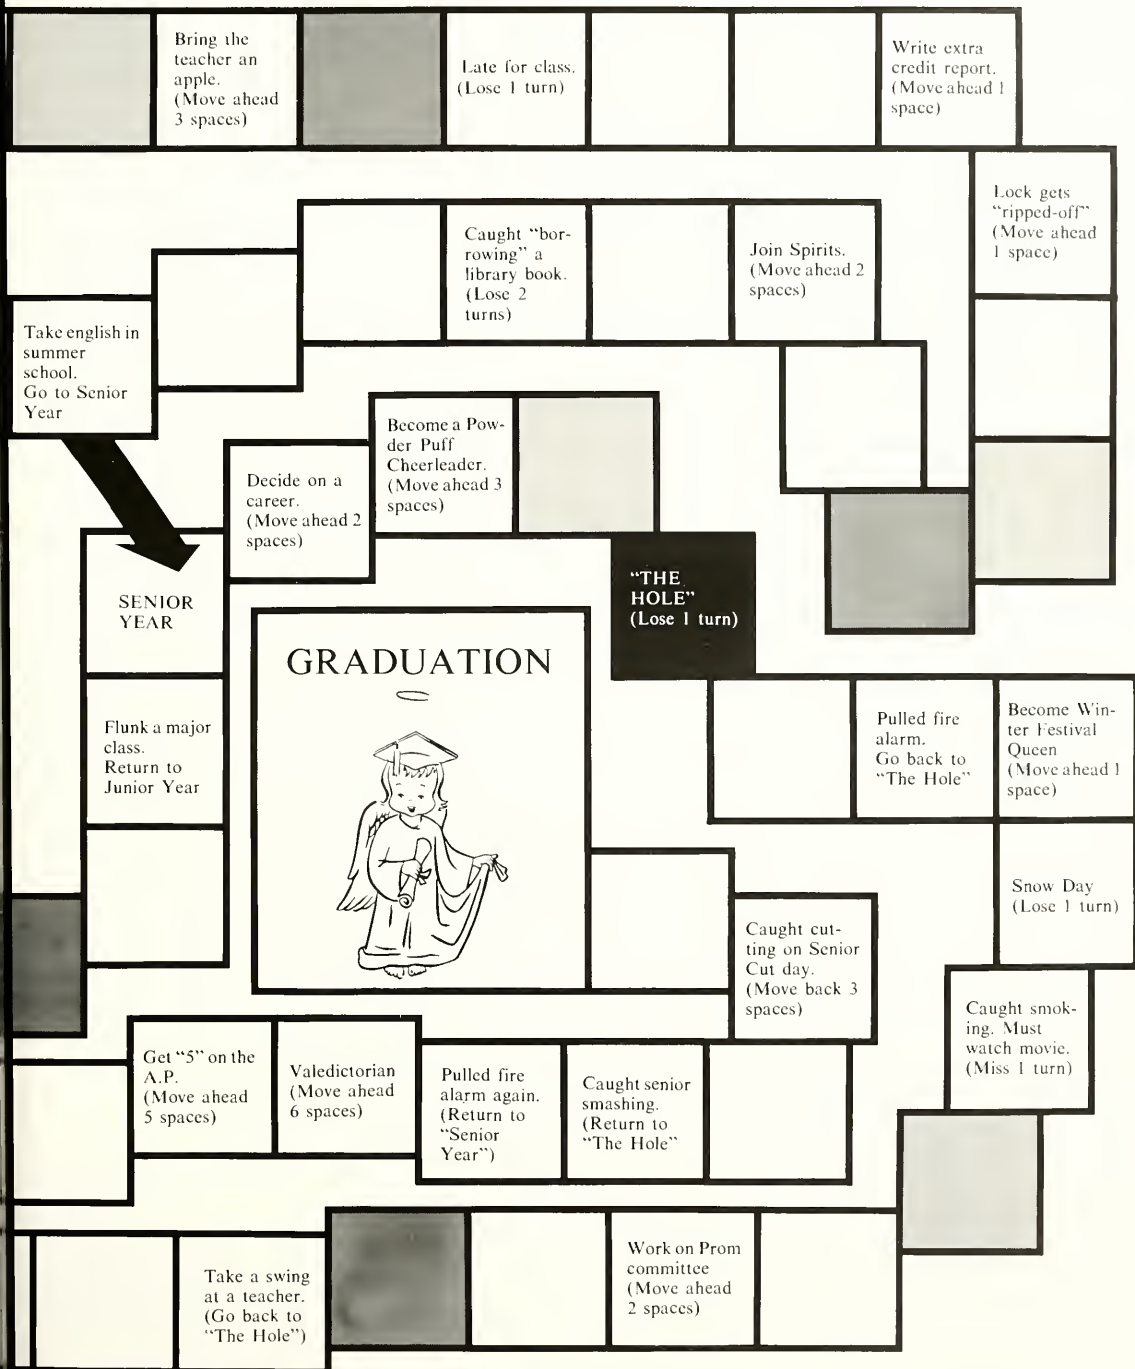 Bring the
teacher an
apple.
(Move ahead
3 spaces)
Late for class.
(Lose 1 turn)
Write extra
credit report.
(Move ahead 1
space)
Lock gets
"ripped-off"
(Move ahead
1 space)
Join Spirits.
(Move ahead 2
spaces)
Caught "bor-
rowing" a
library book.
(Lose 2
turns)
Take english in
summer
school.
Go to Senior
Year
SENIOR
YEAR
Flunk a major
class.
Return to
Junior Year
Decide on a
career.
(Move ahead 2
spaces)
Become a Pow-
der Puff
Cheerleader.
(Move ahead 3
spaces)
"THE
HOLE"
(Lose 1 turn)
Pulled fire
alarm.
Go back to
"The Hole"
Become Win-
ter Festival
Queen
(Move ahead 1
space)
Snow Day
(Lose 1 turn)
Caught smok-
ing. Must
watch movie.
(Miss 1 turn)
Work on Prom
committee
(Move ahead
2 spaces)
Take a swing
at a teacher.
(Go back to
"The Hole")
Get "5" on the
A.P.
(Move ahead
5 spaces)
Valedictorian
(Move ahead
6 spaces)
Pulled fire
alarm again.
(Return to
"Senior
Year")
Caught senior
smashing.
(Return to
"The Hole"
Caught cut-
ting on Senior
Cut day.
(Move back 3
spaces)
GRADUATION